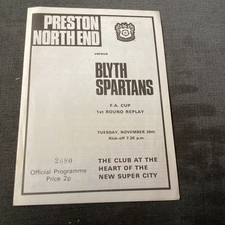 PRESTON
NORTH END
versus
BLYTH
SPARTANS
F.A. CUP
1st ROUND REPLAY
TUESDAY, NOVEMBER
Kick-off 7.30 p.m.
2680
Official Programme
Price 2p
THE CLUB AT THE
HEART OF THE
NEW SUPER CITY